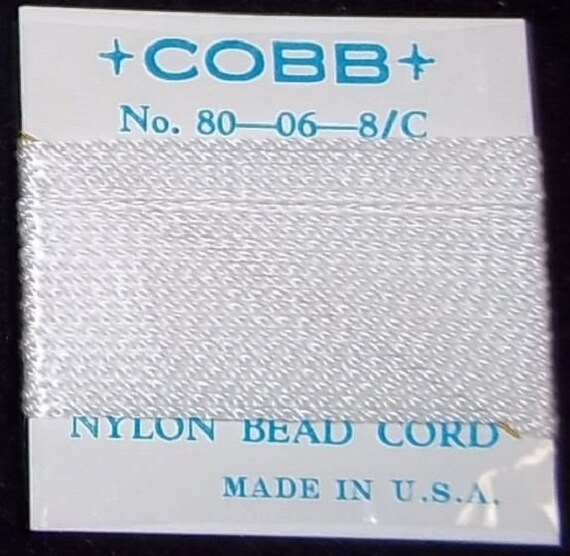 COBB
No. 80—06—8/C
NYLON BEAD CORD
MADE IN U.S.A.